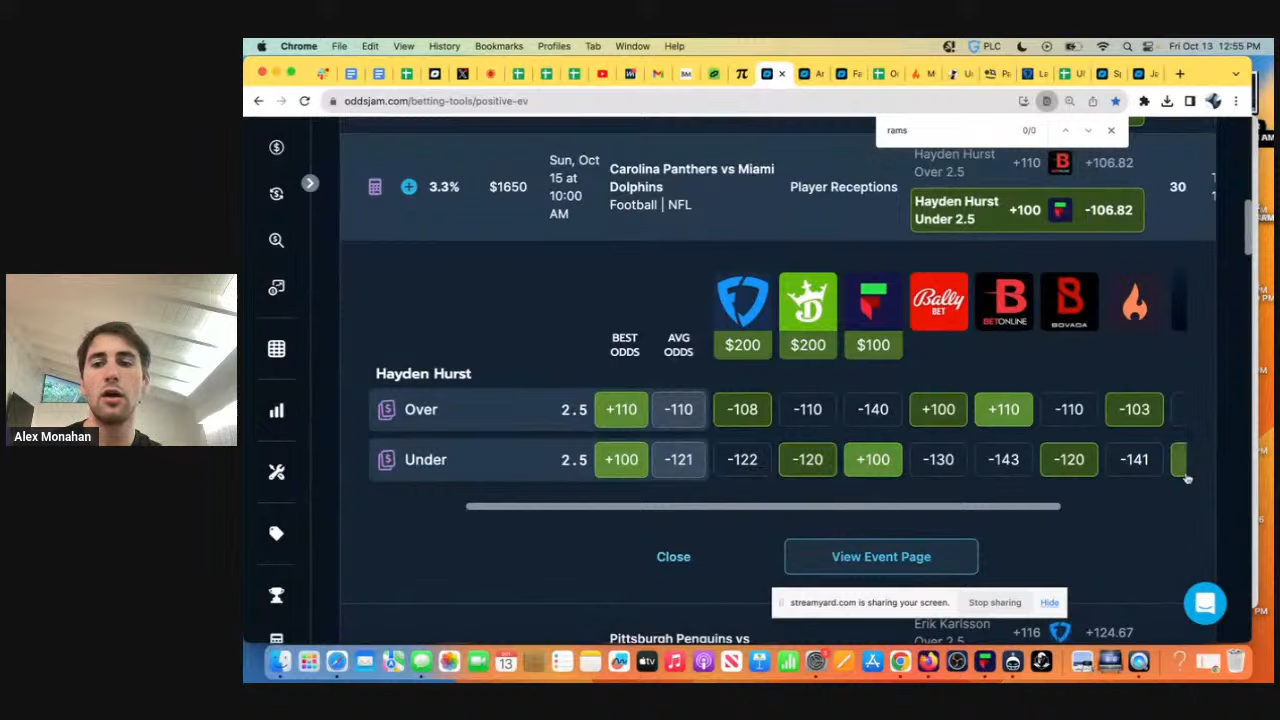 Chrome File Edit View History Bookmarks Profiles Tab Window Help
PLC
Fri Oct 13 12:55 PM
oddsjam.com/betting-tools/positive-ev
rams
0/0
3.3%
$1650
Sun, Oct
15 at
10:00
AM
Carolina Panthers vs Miami
Dolphins
Football | NFL
Player Receptions
Hayden Hurst
Over 2.5
+110
+106.82
Hayden Hurst
Under 2.5
+100
-106.82
30
BEST
ODDS
AVG
ODDS
$200
$200
$100
Bally
BET
BETONLINE
BOVADA
Hayden Hurst
Over 2.5 +110 -110 -108 -110 -140 +100 +110 -110 -103
Under 2.5 +100 -121 -122 -120 +100 -130 -143 -120 -141
Close
View Event Page
streamyard.com is sharing your screen.
Stop sharing
Hide
Pittsburgh Penguins vs
Erik Karlsson
Over 2.5
+116
+124.67
Alex Monahan